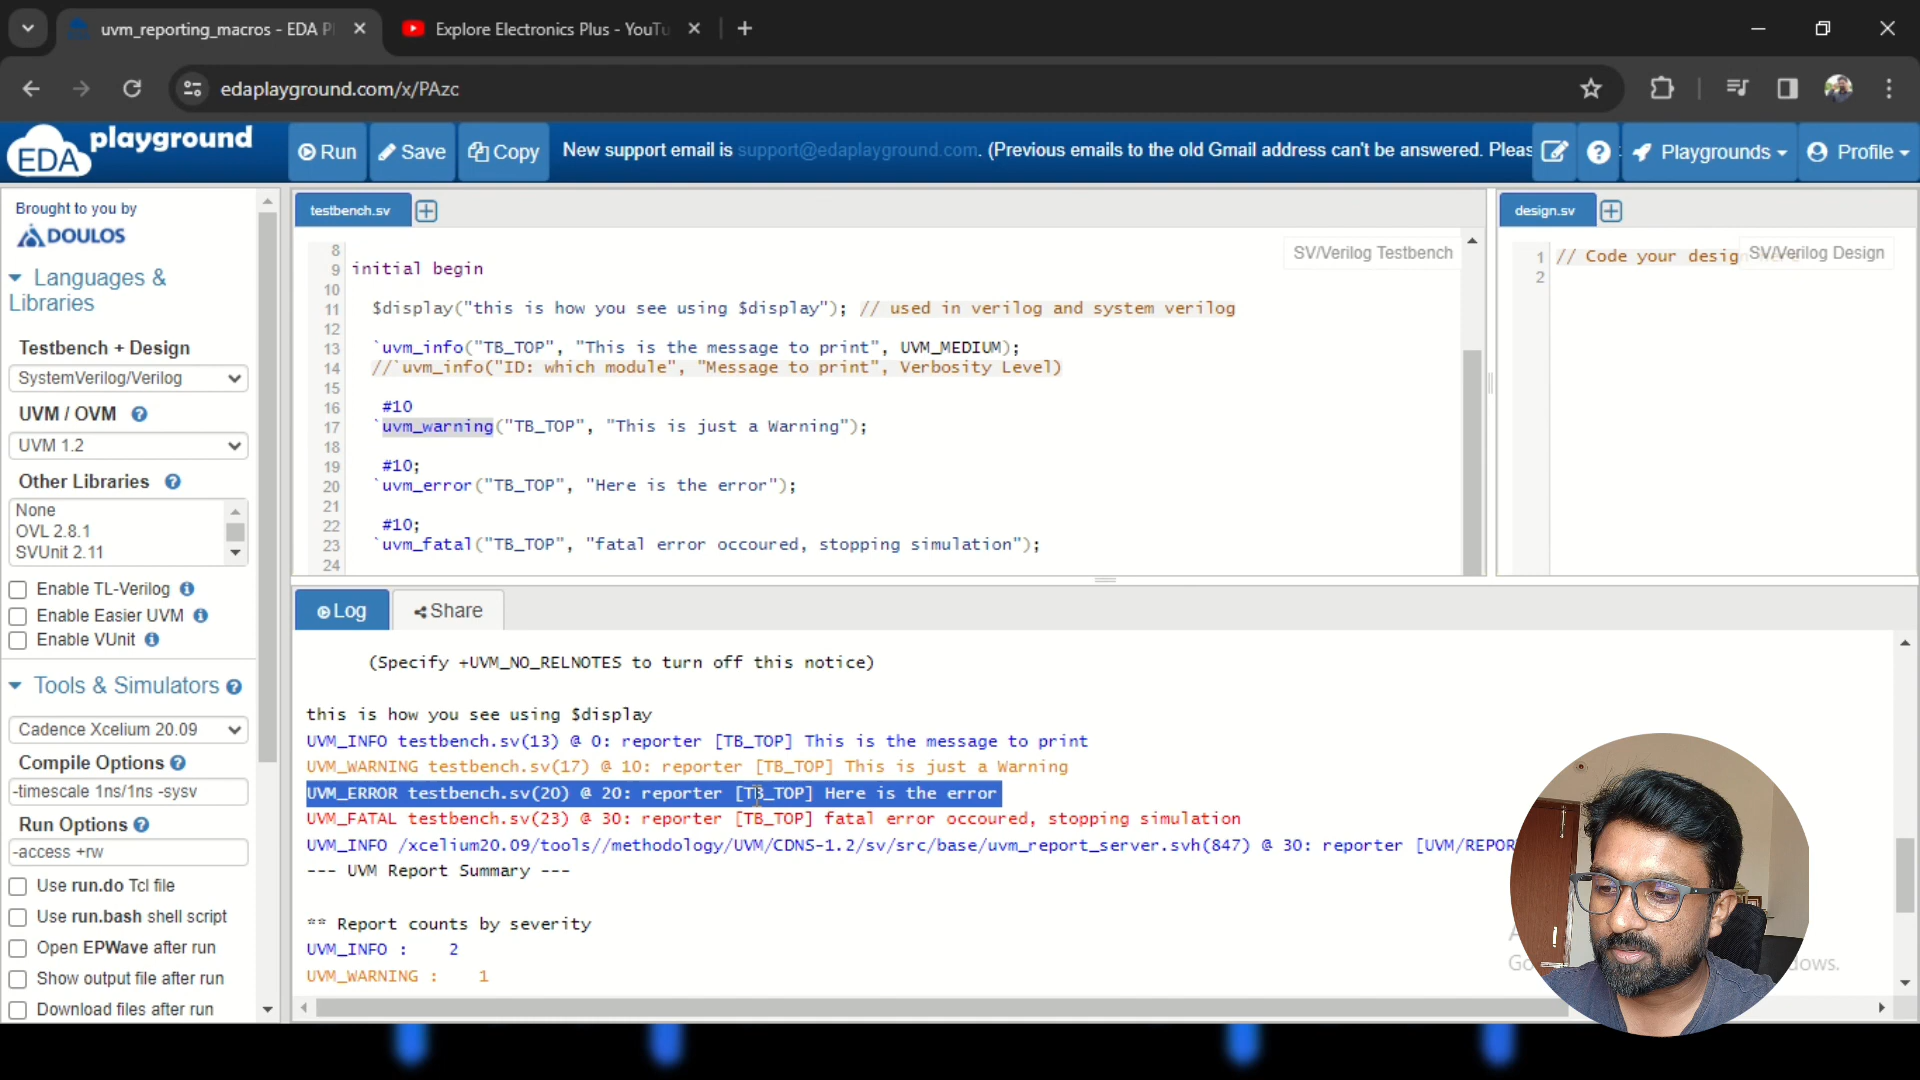 uvm_reporting_macros - EDA P
Explore Electronics Plus - YouTu
edaplayground.com/x/PAzc
EDA playground
Run
Save
Copy
New support email is support@edaplayground.com. (Previous emails to the old Gmail address can't be answered. Pleas
Playgrounds
Profile
Brought to you by
DOULOS
Languages &
Libraries
Testbench + Design
SystemVerilog/Verilog
UVM / OVM
UVM 1.2
Other Libraries
None
OVL 2.8.1
SVUnit 2.11
Enable TL-Verilog
Enable Easier UVM
Enable VUnit
Tools & Simulators
Cadence Xcelium 20.09
Compile Options
-timescale 1ns/1ns -sysv
Run Options
-access +rw
Use run.do Tcl file
Use run.bash shell script
Open EPWave after run
Show output file after run
Download files after run
testbench.sv
SV/Verilog Testbench
8
9 initial begin
10
11 $display("this is how you see using $display"); // used in verilog and system verilog
12
13 `uvm_info("TB_TOP", "This is the message to print", UVM_MEDIUM);
14 //`uvm_info("ID: which module", "Message to print", Verbosity Level)
15
16 #10
17 `uvm_warning("TB_TOP", "This is just a Warning");
18
19 #10;
20 `uvm_error("TB_TOP", "Here is the error");
21
22 #10;
23 `uvm_fatal("TB_TOP", "fatal error occoured, stopping simulation");
24
design.sv
SV/Verilog Design
1 // Code your desig
2
Log
Share
(Specify +UVM_NO_RELNOTES to turn off this notice)
this is how you see using $display
UVM_INFO testbench.sv(13) @ 0: reporter [TB_TOP] This is the message to print
UVM_WARNING testbench.sv(17) @ 10: reporter [TB_TOP] This is just a Warning
UVM_ERROR testbench.sv(20) @ 20: reporter [TB_TOP] Here is the error
UVM_FATAL testbench.sv(23) @ 30: reporter [TB_TOP] fatal error occoured, stopping simulation
UVM_INFO /xcelium20.09/tools//methodology/UVM/CDNS-1.2/sv/src/base/uvm_report_server.svh(847) @ 30: reporter [UVM/REPOR
--- UVM Report Summary ---
** Report counts by severity
UVM_INFO : 2
UVM_WARNING : 1